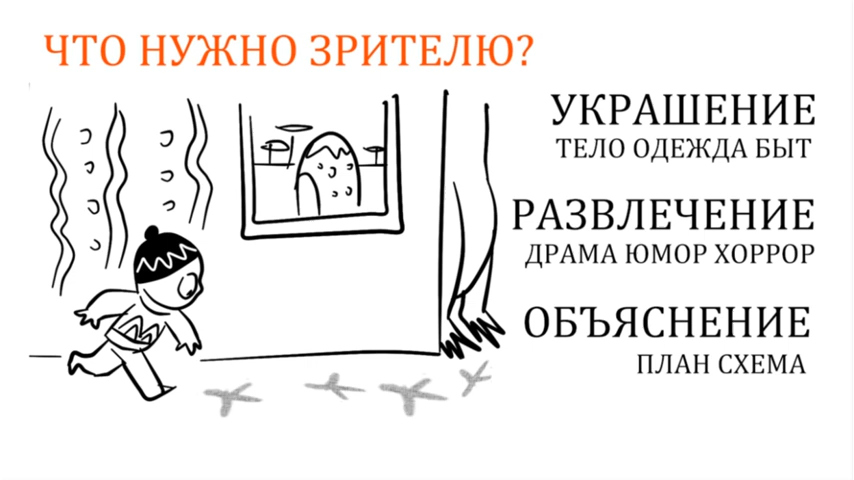 ЧТО НУЖНО ЗРИТЕЛЮ?
УКРАШЕНИЕ
ТЕЛО ОДЕЖДА БЫТ
РАЗВЛЕЧЕНИЕ
ДРАМА ЮМОР ХОРРОР
ОБЪЯСНЕНИЕ
ПЛАН СХЕМА